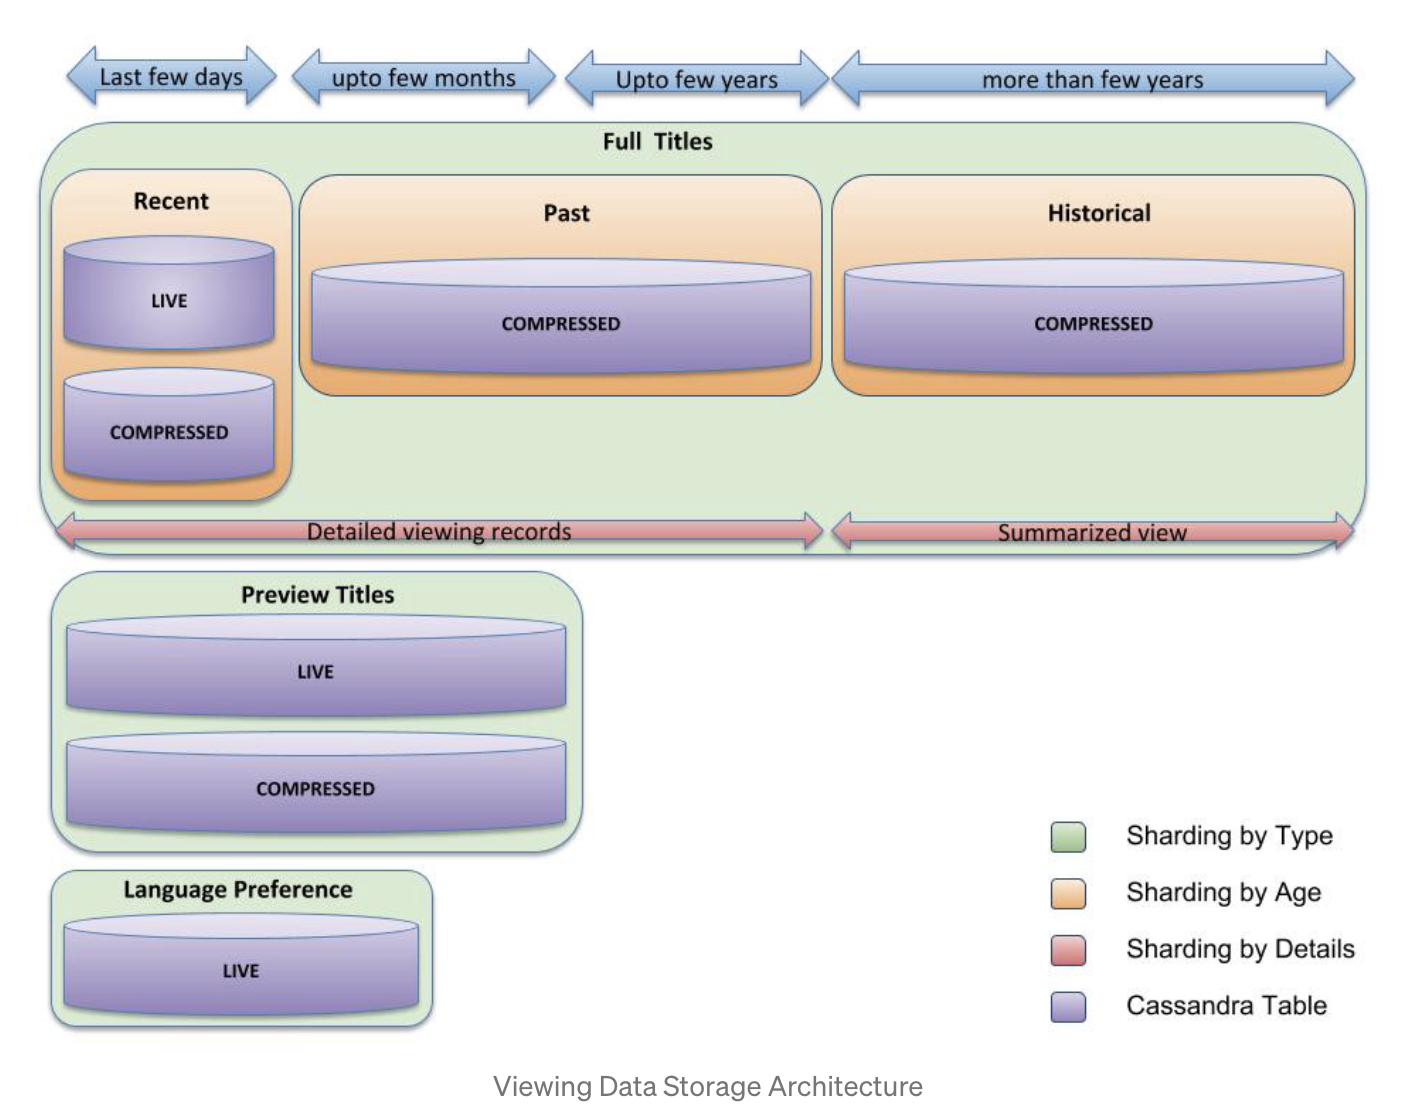 Last few days
upto few months
Upto few years
more than few years
Full Titles
Recent
LIVE
COMPRESSED
Past
COMPRESSED
Historical
COMPRESSED
Detailed viewing records
Summarized view
Preview Titles
LIVE
COMPRESSED
Language Preference
LIVE
Sharding by Type
Sharding by Age
Sharding by Details
Cassandra Table
Viewing Data Storage Architecture